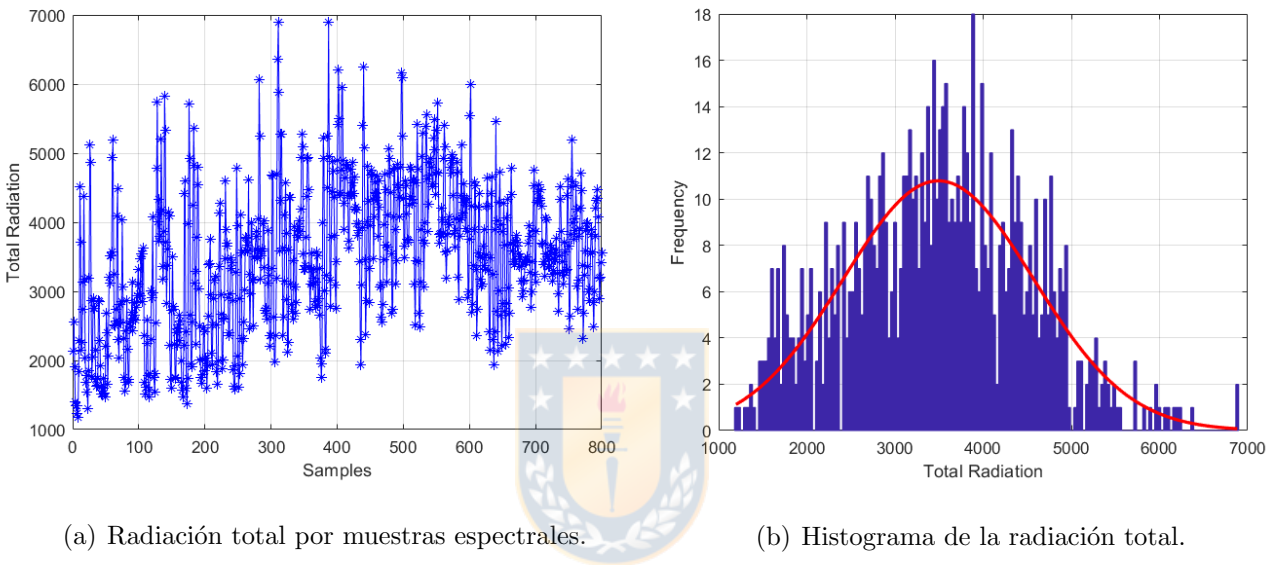 7000
6000
5000
4000
3000
2000
1000
Total Radiation
0 100 200 300 400 500 600 700 800
Samples
(a) Radiación total por muestras espectrales.
18
16
14
12
10
8
6
4
2
0
Frequency
1000 2000 3000 4000 5000 6000 7000
Total Radiation
(b) Histograma de la radiación total.